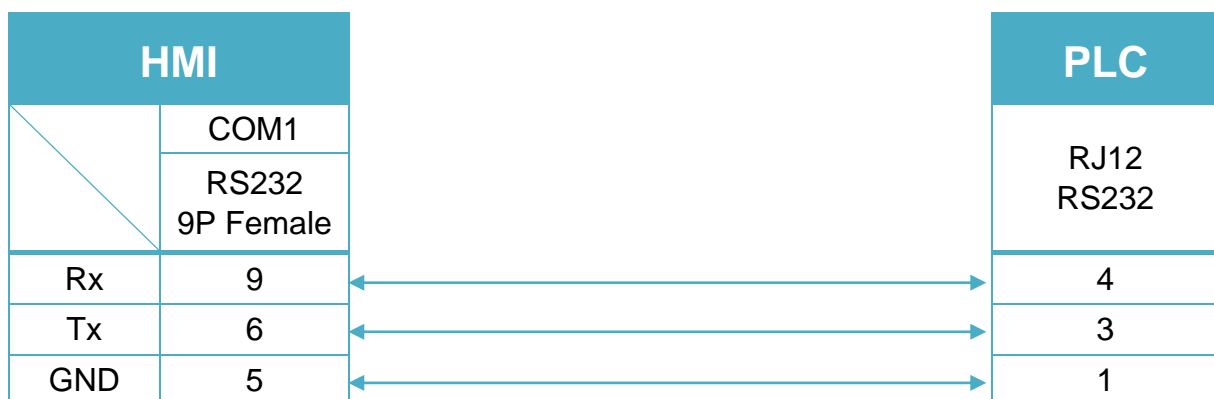 HMI PLC
COM1
RS232
9P Female
RJ12
RS232
Rx 9 4
Tx 6 3
GND 5 1